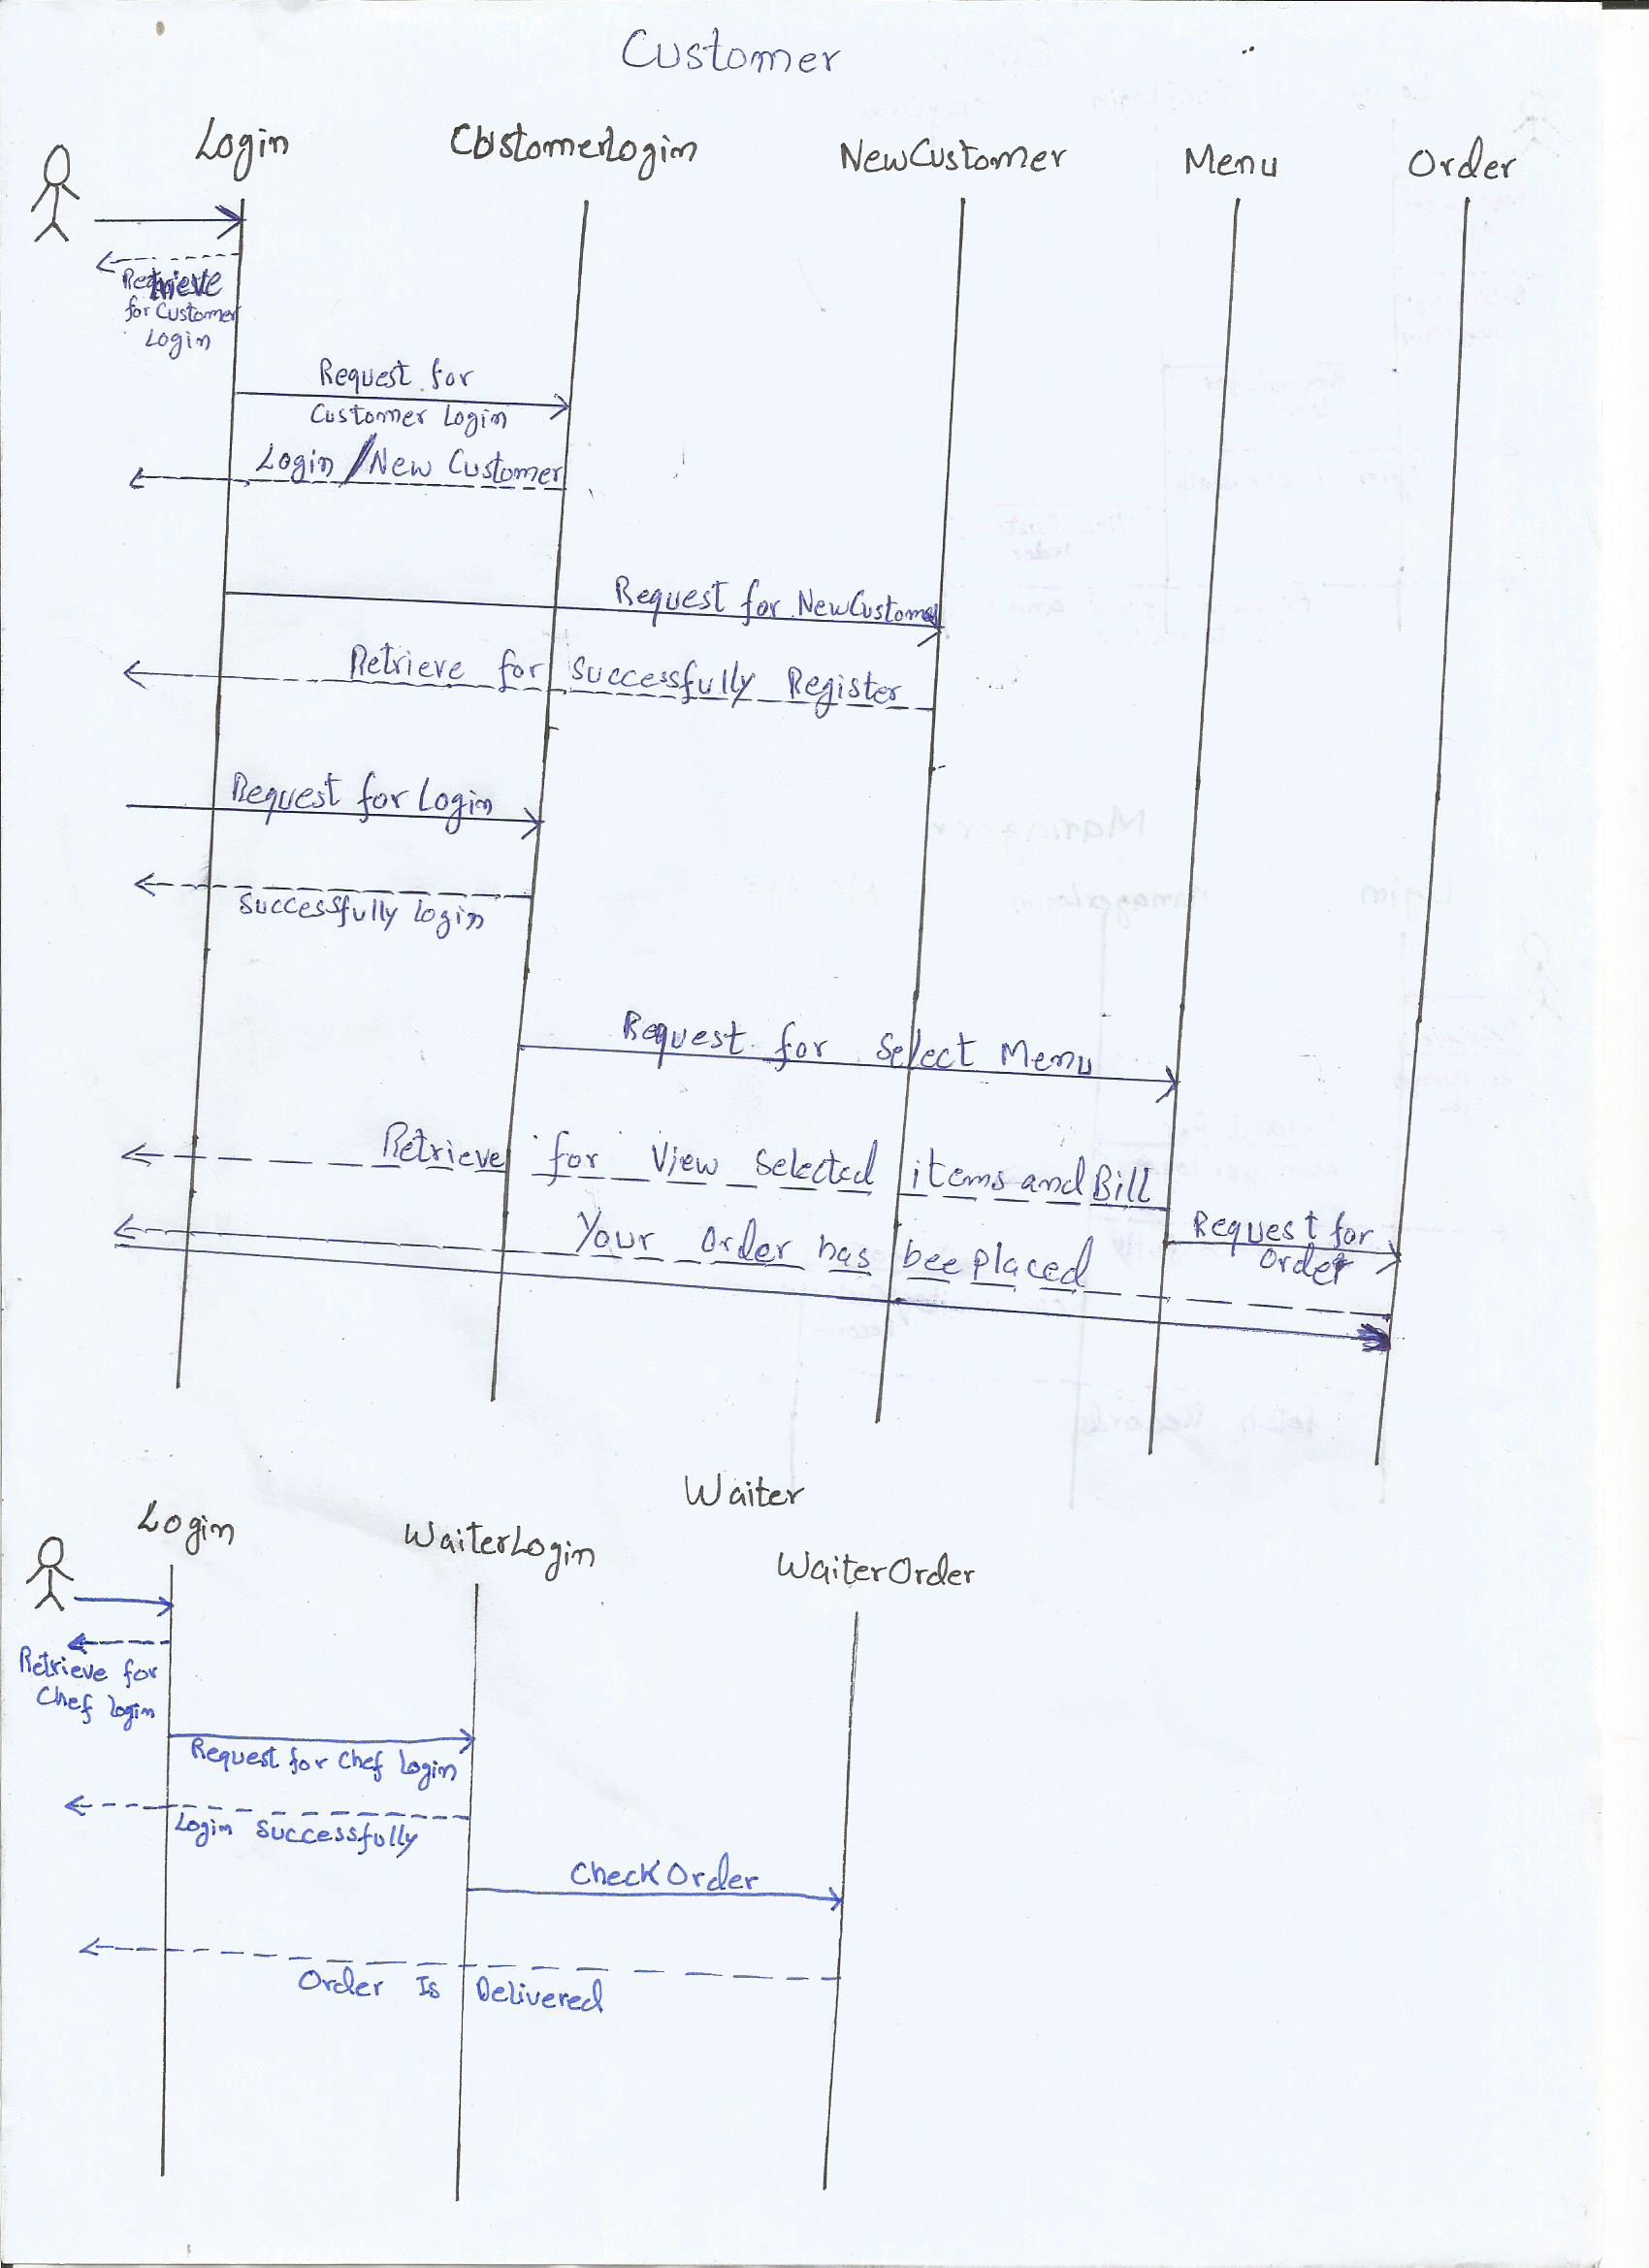 Customer
Login
CustomerLogin
NewCustomer
Menu
Order
Retrieve
for Customer
Login
Request for
Customer Login
Login / New Customer
Request for NewCustomer
Retrieve for Successfully Register
Request for Login
Successfully login
Request for Select Menu
Retrieve for View selected items and Bill
Request for
Order
Your order has bee placed
Waiter
Login
WaiterLogin
WaiterOrder
Retrieve for
Chef login
Request for Chef login
Login Successfully
Check Order
Order Is Delivered